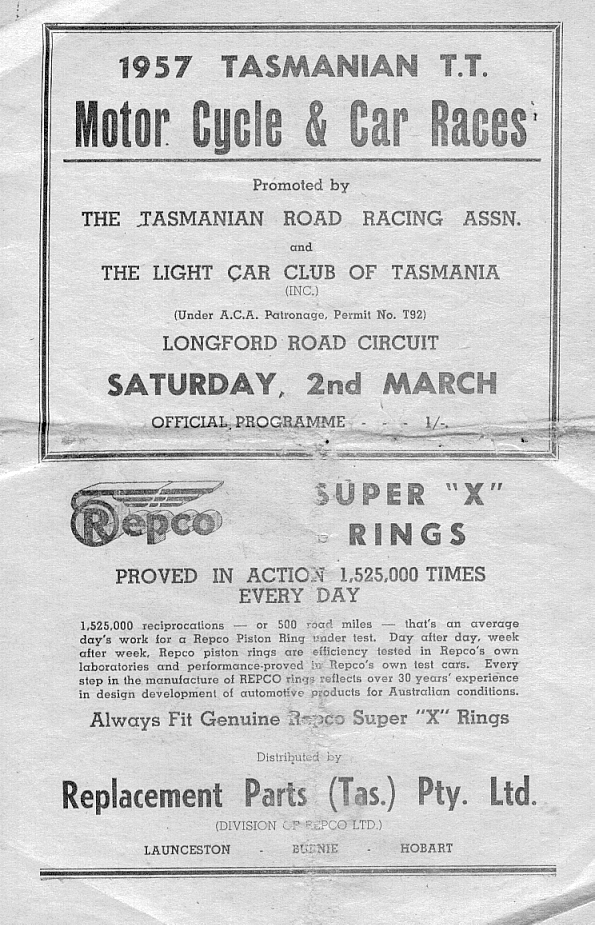 1957 TASMANIAN T.T.
Motor Cycle & Car Races
Promoted by
THE TASMANIAN ROAD RACING ASSN.
and
THE LIGHT CAR CLUB OF TASMANIA
(INC.)
(Under A.C.A. Patronage, Permit No. T92)
LONGFORD ROAD CIRCUIT
SATURDAY, 2nd MARCH
OFFICIAL PROGRAMME - - - 1/-.
Repco
SUPER "X"
RINGS
PROVED IN ACTION 1,525,000 TIMES
EVERY DAY
1,525,000 reciprocations — or 500 road miles — that's an average
day's work for a Repco Piston Ring under test. Day after day, week
after week, Repco piston rings are efficiency tested in Repco's own
laboratories and performance-proved in Repco's own test cars. Every
step in the manufacture of REPCO rings reflects over 30 years' experience
in design development of automotive products for Australian conditions.
Always Fit Genuine Repco Super "X" Rings
Distributed by
Replacement Parts (Tas.) Pty. Ltd.
(DIVISION OF REPCO LTD.)
LAUNCESTON - BURNIE - HOBART